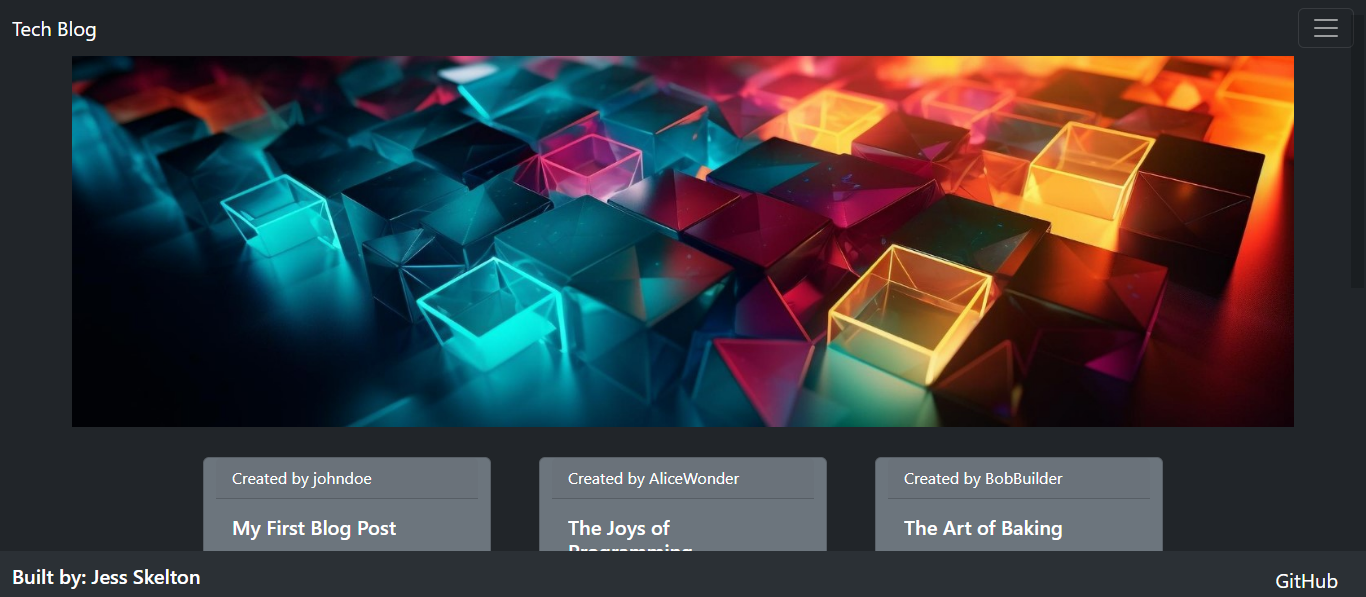 Tech Blog
Created by johndoe
My First Blog Post
Created by AliceWonder
The Joys of
Programming
Created by BobBuilder
The Art of Baking
Built by: Jess Skelton
GitHub